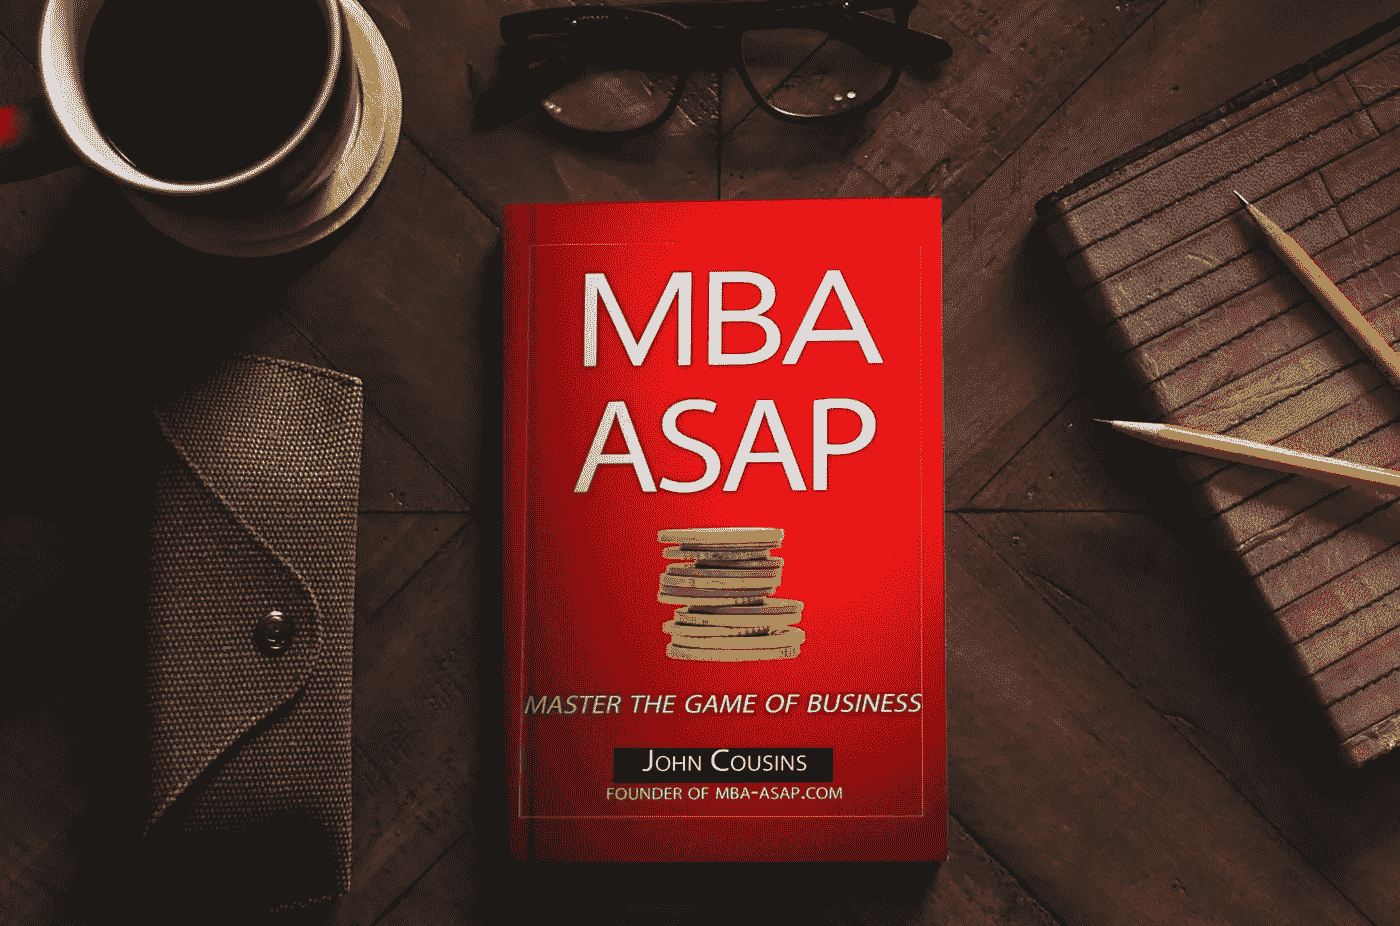 MBA
ASAP
MASTER THE GAME OF BUSINESS
JOHN COUSINS
FOUNDER OF MBA-ASAP.COM